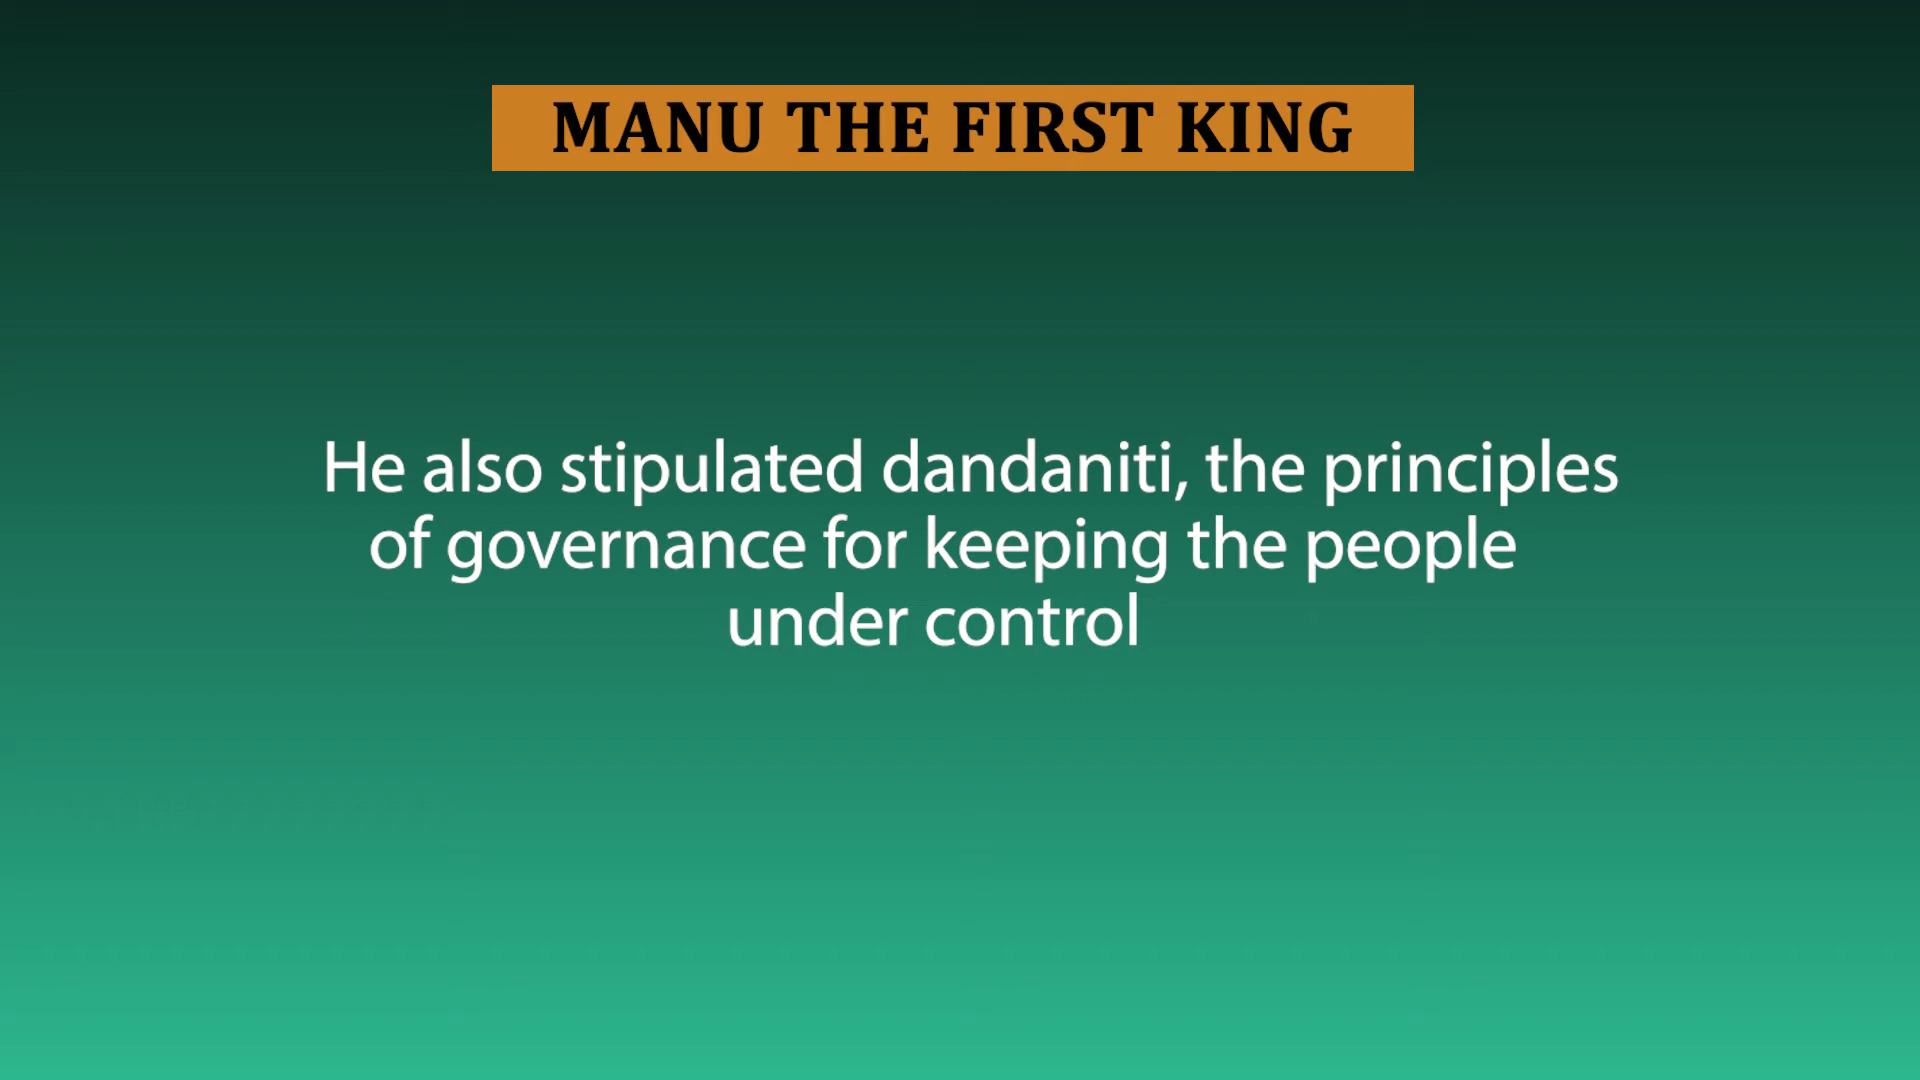 MANU THE FIRST KING
He also stipulated dandaniti, the principles
of governance for keeping the people
under control